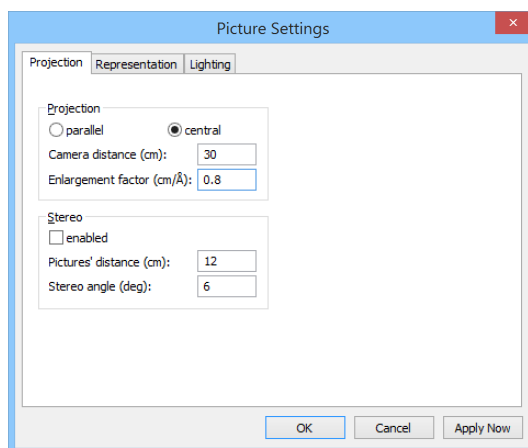 Picture Settings
Projection Representation Lighting
Projection
parallel central
Camera distance (cm): 30
Enlargement factor (cm/Å): 0.8
Stereo
enabled
Pictures' distance (cm): 12
Stereo angle (deg): 6
OK Cancel Apply Now